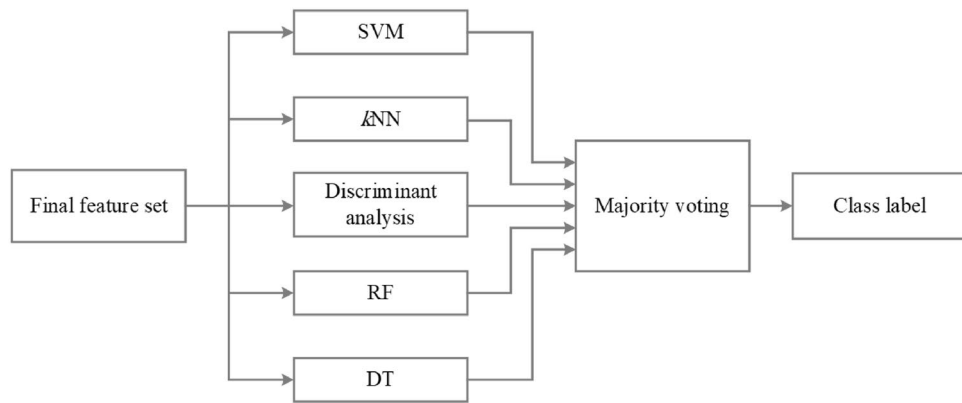 SVM
kNN
Final feature set
Discriminant
analysis
Majority voting
Class label
RF
DT